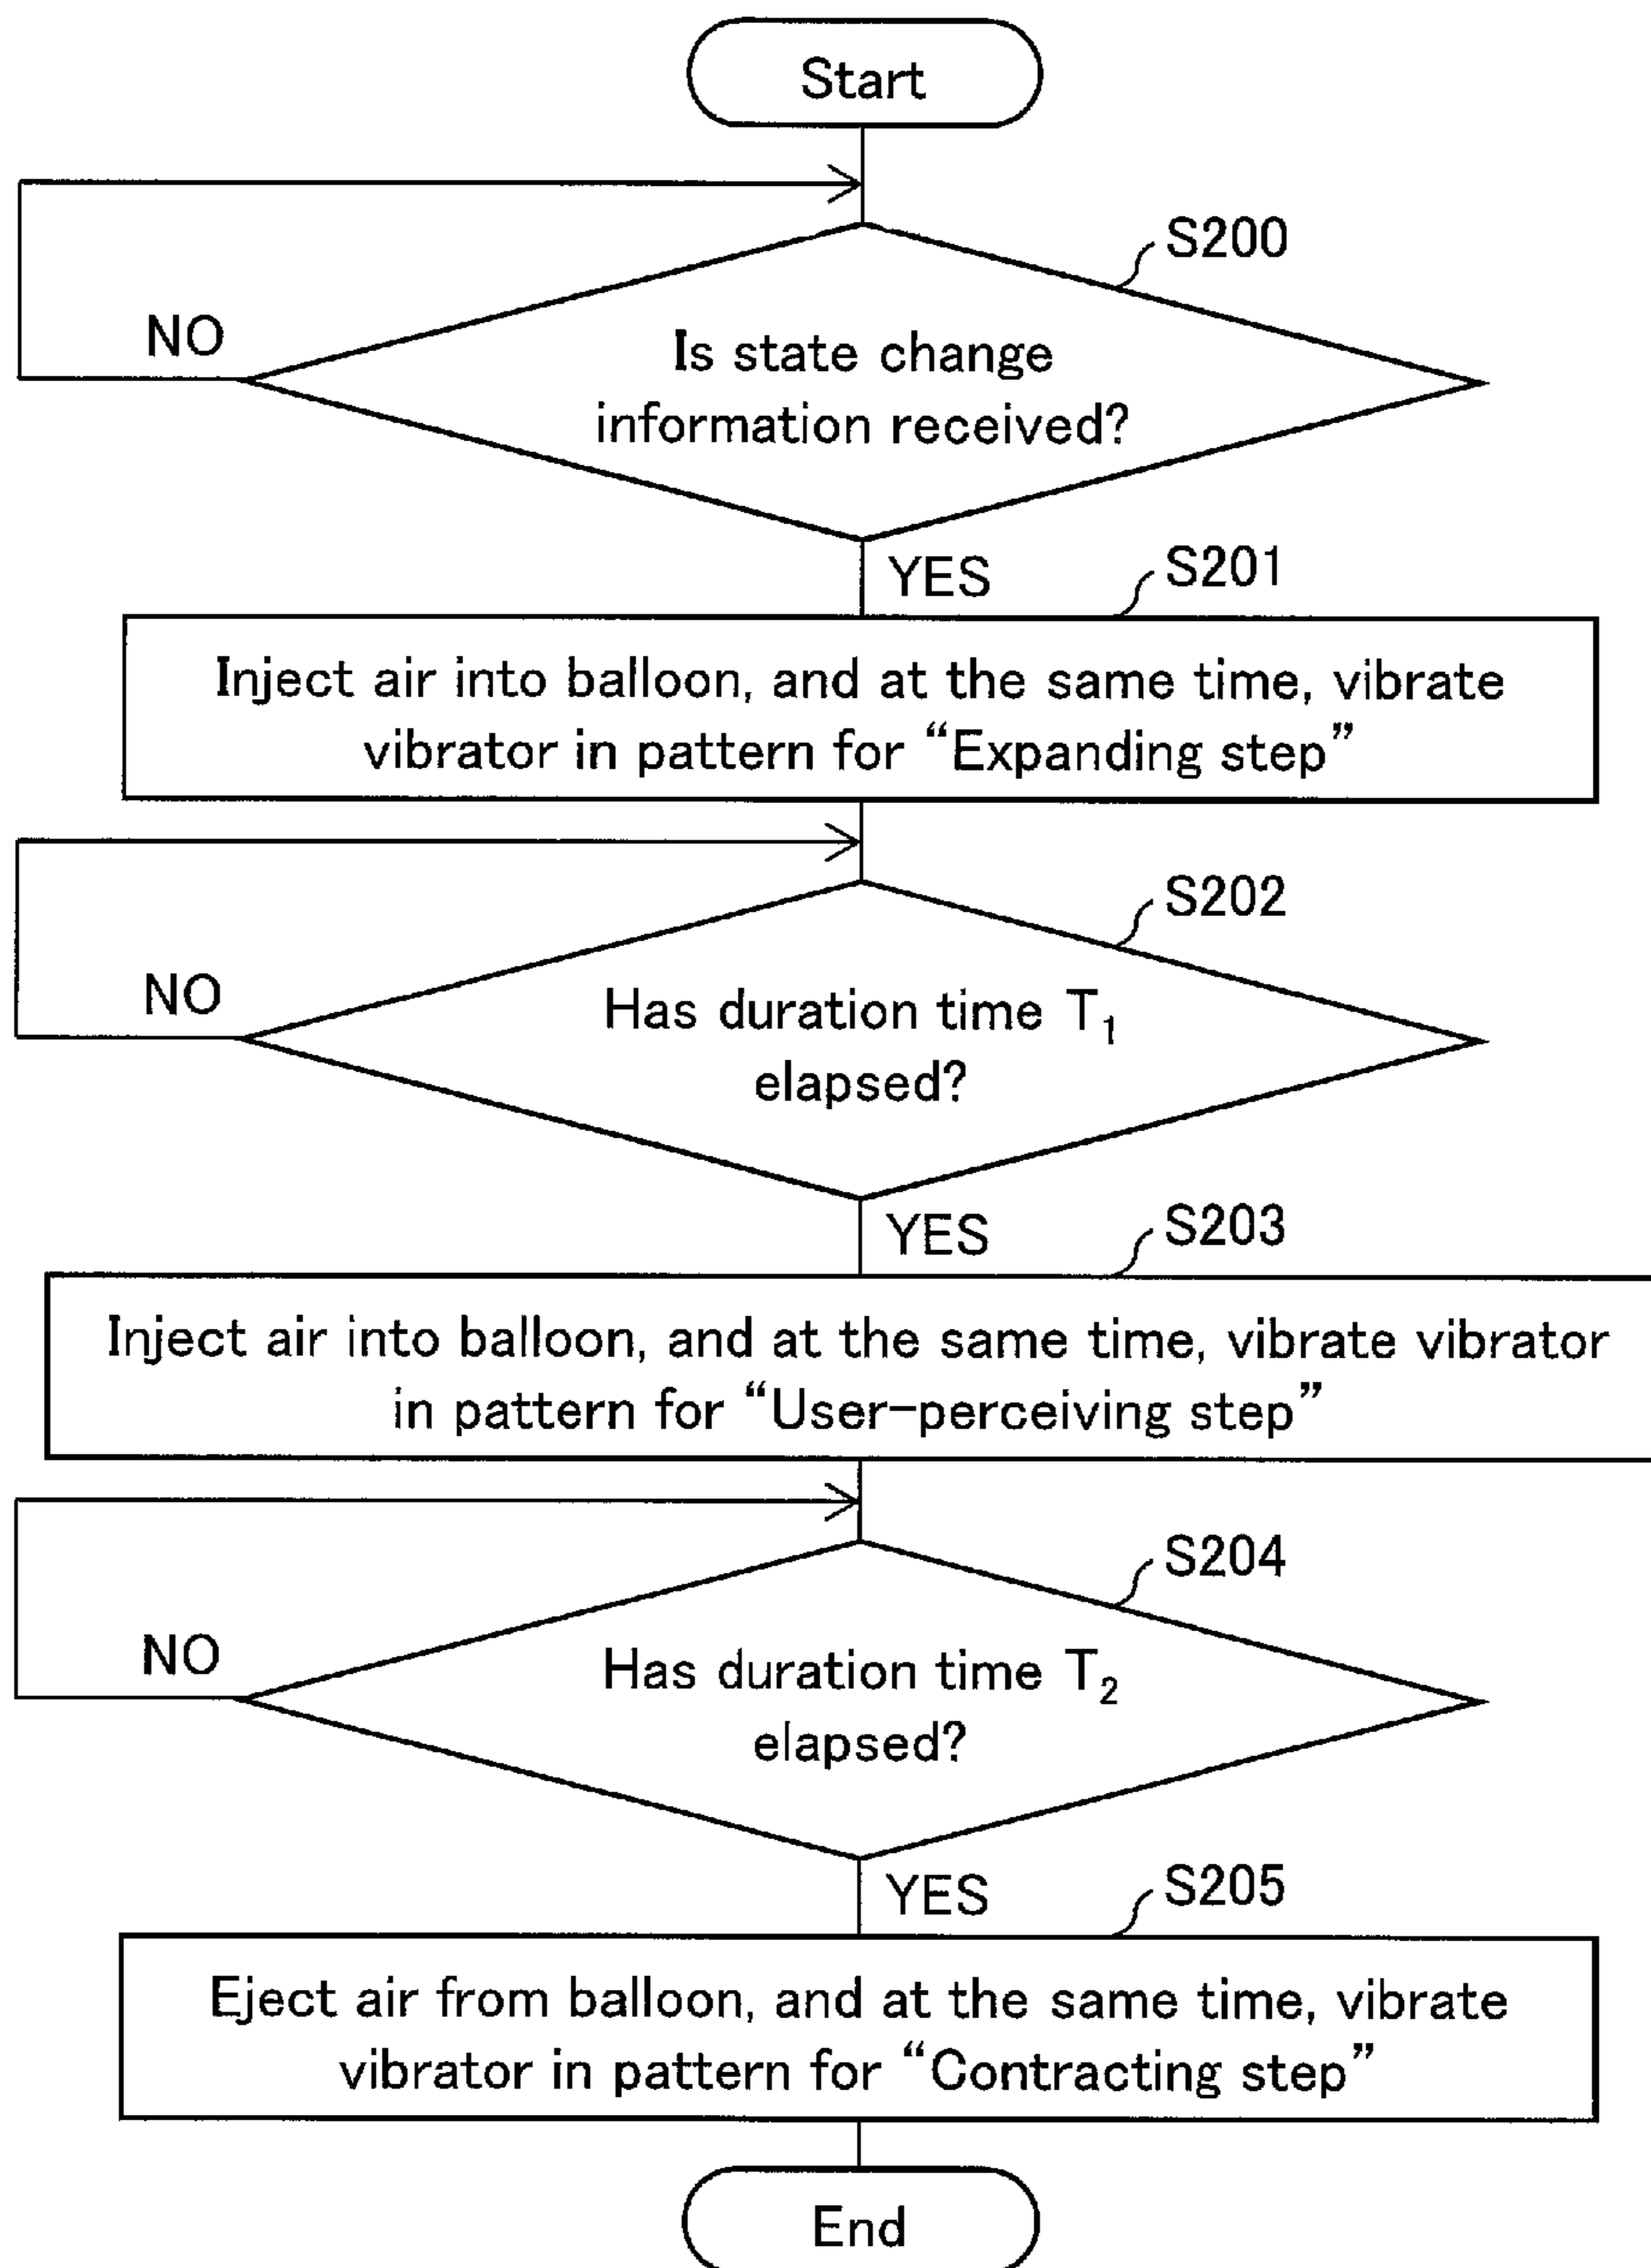 Start
S200
NO
Is state change
information received?
YES
S201
Inject air into balloon, and at the same time, vibrate
vibrator in pattern for “Expanding step”
S202
NO
Has duration time T₁
elapsed?
YES
S203
Inject air into balloon, and at the same time, vibrate vibrator
in pattern for “User-perceiving step”
S204
NO
Has duration time T₂
elapsed?
YES
S205
Eject air from balloon, and at the same time, vibrate
vibrator in pattern for “Contracting step”
End